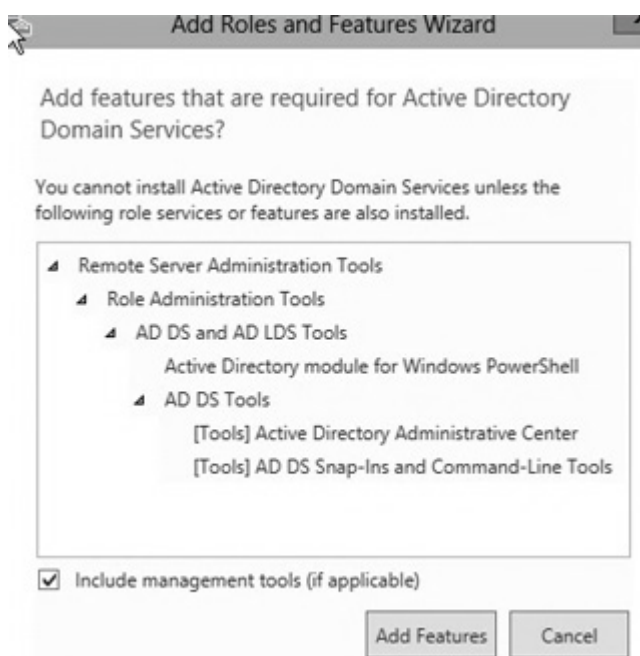 Add Roles and Features Wizard
Add features that are required for Active Directory
Domain Services?
You cannot install Active Directory Domain Services unless the
following role services or features are also installed.
Remote Server Administration Tools
Role Administration Tools
AD DS and AD LDS Tools
Active Directory module for Windows PowerShell
AD DS Tools
[Tools] Active Directory Administrative Center
[Tools] AD DS Snap-Ins and Command-Line Tools
Include management tools (if applicable)
Add Features Cancel